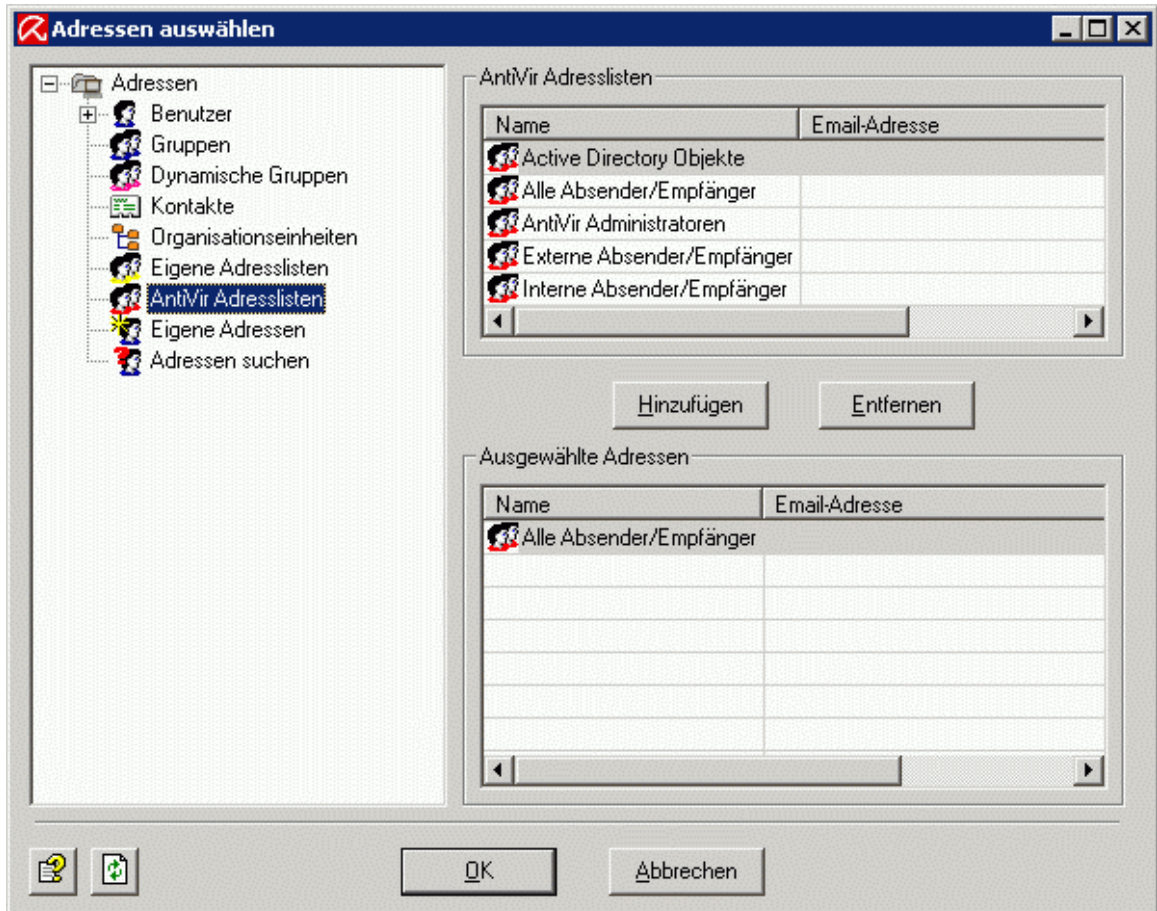 Adressen auswählen
Adressen
Benutzer
Gruppen
Dynamische Gruppen
Kontakte
Organisationseinheiten
Eigene Adresslisten
AntiVir Adresslisten
Eigene Adressen
Adressen suchen
AntiVir Adresslisten
Name Email-Adresse
Active Directory Objekte
Alle Absender/Empfänger
AntiVir Administratoren
Externe Absender/Empfänger
Interne Absender/Empfänger
Hinzufügen Entfernen
Ausgewählte Adressen
Name Email-Adresse
Alle Absender/Empfänger
OK Abbrechen